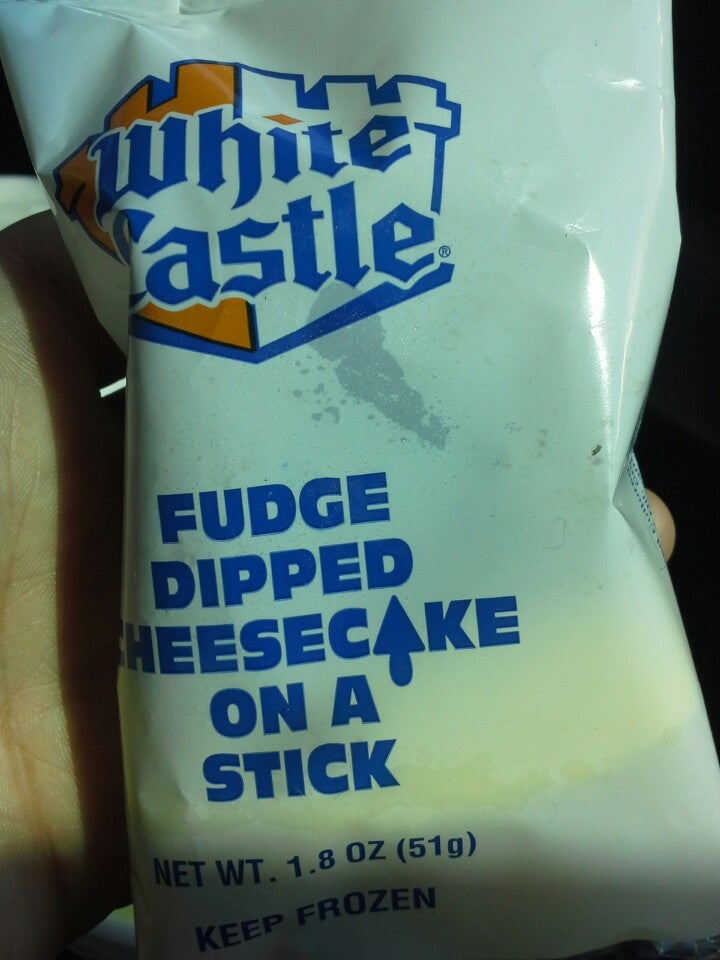 White
Castle®
FUDGE
DIPPED
CHEESECAKE
ON A
STICK
NET WT. 1.8 OZ (51g)
KEEP FROZEN